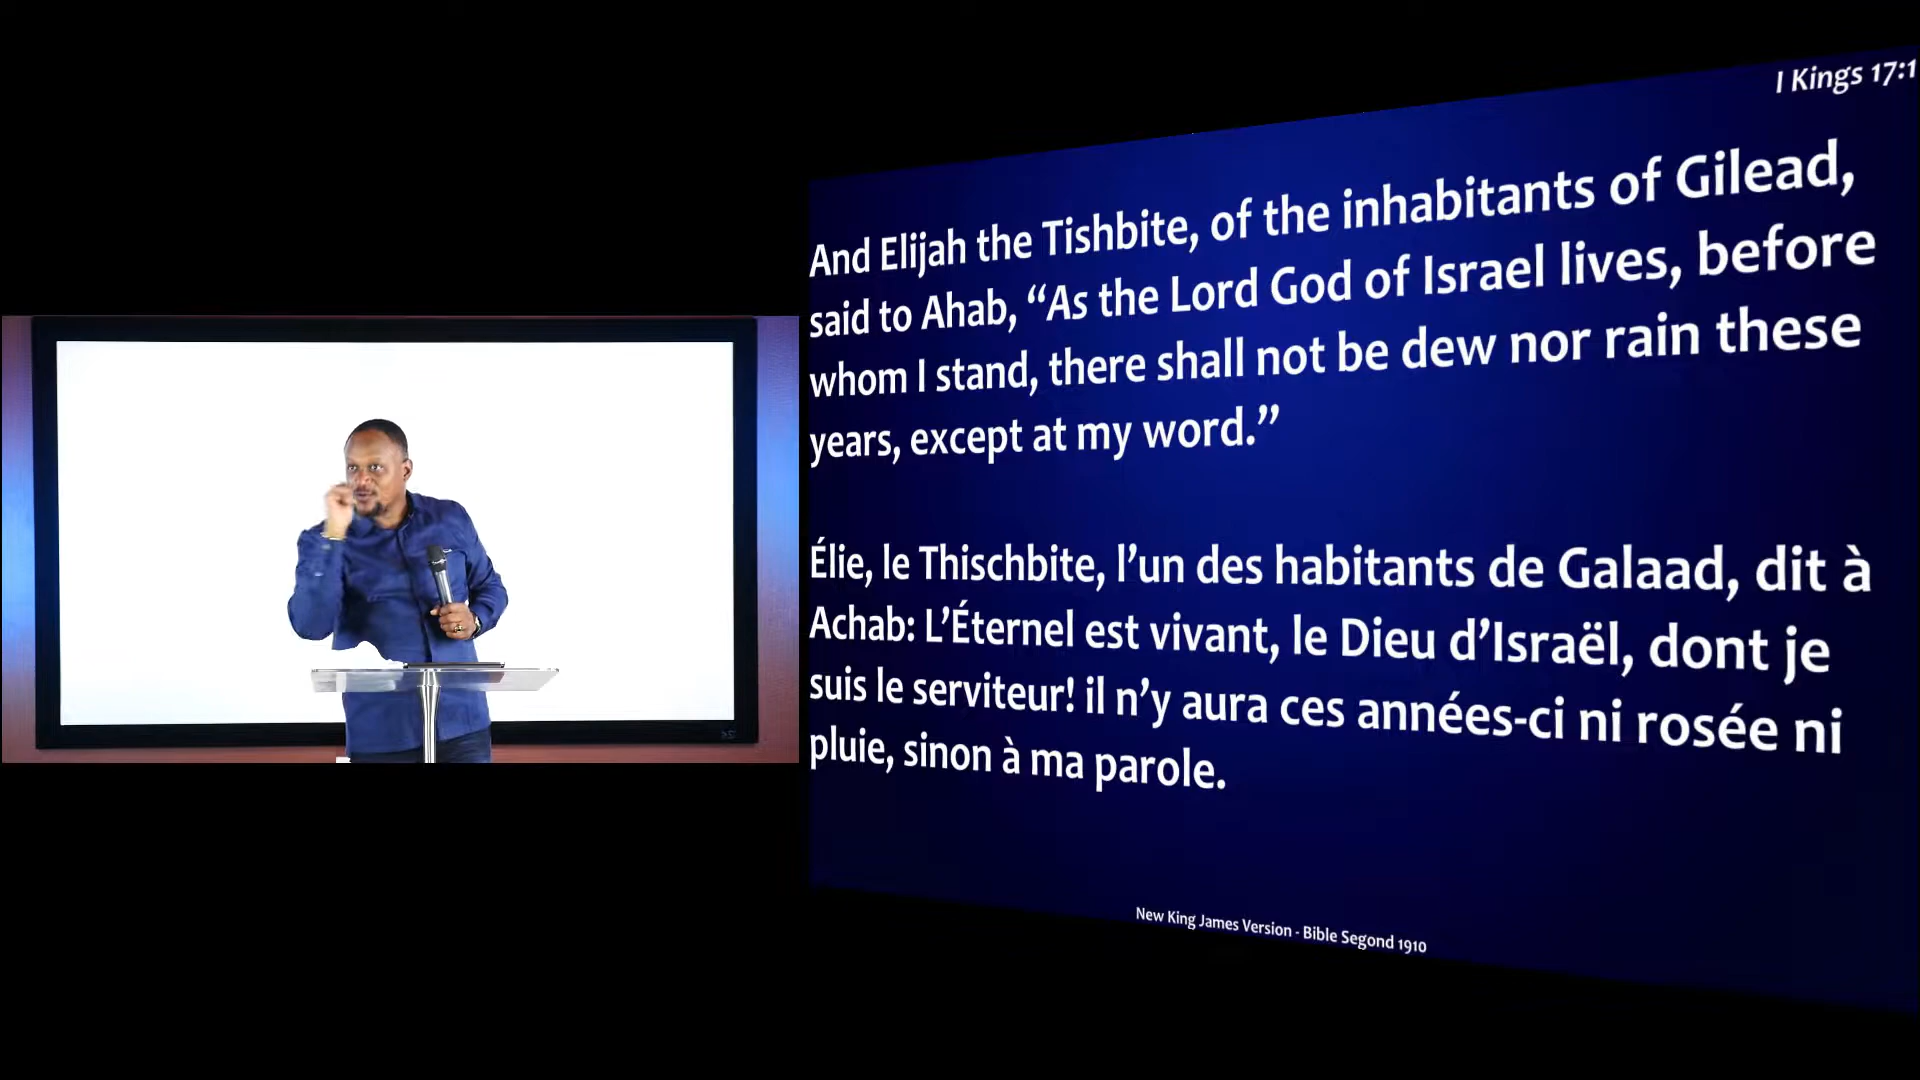 I Kings 17:1
And Elijah the Tishbite, of the inhabitants of Gilead,
said to Ahab, “As the Lord God of Israel lives, before
whom I stand, there shall not be dew nor rain these
years, except at my word.”
Élie, le Thischbite, l’un des habitants de Galaad, dit à
Achab: L’Éternel est vivant, le Dieu d’Israël, dont je
suis le serviteur! il n’y aura ces années-ci ni rosée ni
pluie, sinon à ma parole.
New King James Version - Bible Segond 1910